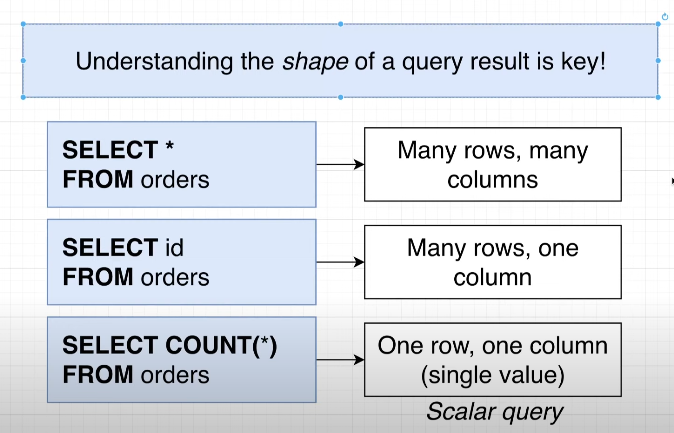 Understanding the shape of a query result is key!
SELECT *
FROM orders
Many rows, many
columns
SELECT id
FROM orders
Many rows, one
column
SELECT COUNT(*)
FROM orders
One row, one column
(single value)
Scalar query